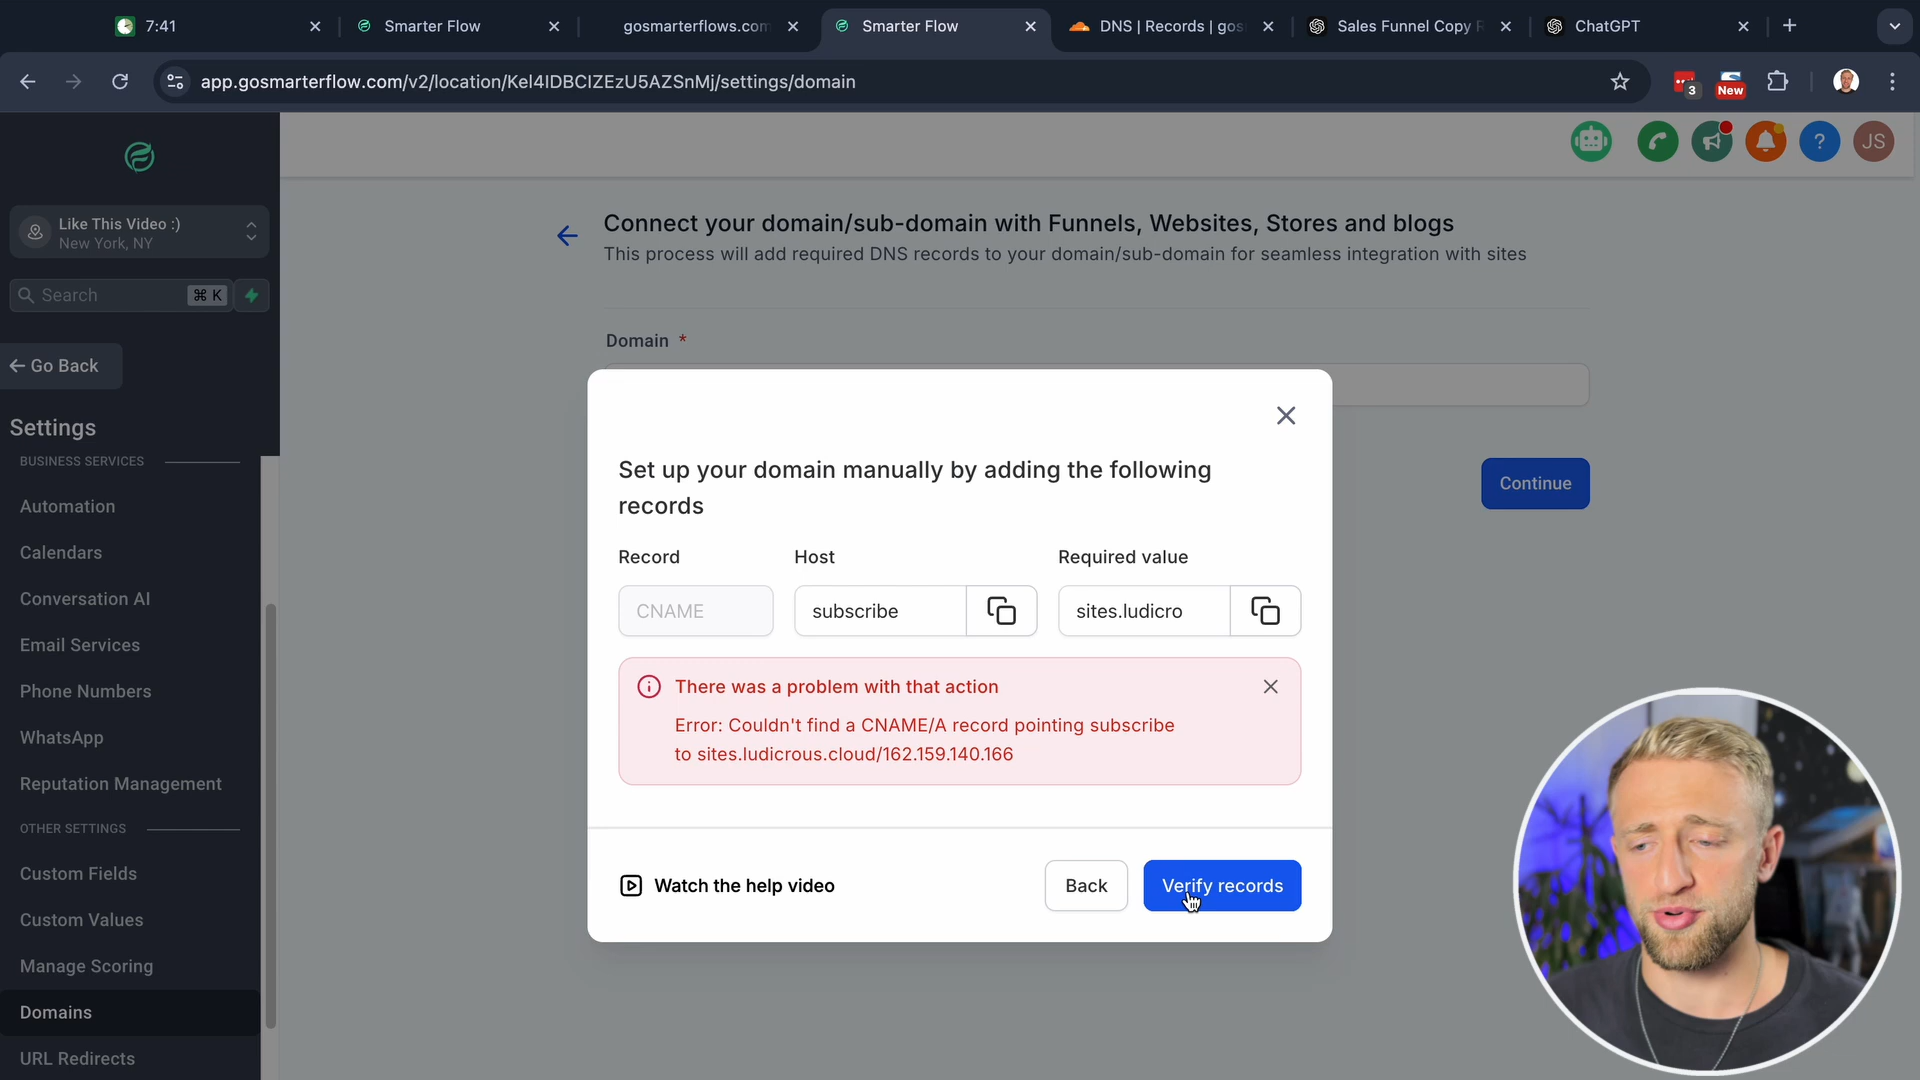 7:41
Smarter Flow
gosmarterflows.com
Smarter Flow
DNS | Records | gos
Sales Funnel Copy R
ChatGPT
app.gosmarterflow.com/v2/location/Kel4IDBCIZEzU5AZSnMj/settings/domain
3
New
JS
Like This Video :)
New York, NY
Search
⌘ K
Go Back
Settings
BUSINESS SERVICES
Automation
Calendars
Conversation AI
Email Services
Phone Numbers
WhatsApp
Reputation Management
OTHER SETTINGS
Custom Fields
Custom Values
Manage Scoring
Domains
URL Redirects
Connect your domain/sub-domain with Funnels, Websites, Stores and blogs
This process will add required DNS records to your domain/sub-domain for seamless integration with sites
Domain *
Continue
Set up your domain manually by adding the following
records
Record
Host
Required value
CNAME
subscribe
sites.ludicro
There was a problem with that action
Error: Couldn't find a CNAME/A record pointing subscribe
to sites.ludicrous.cloud/162.159.140.166
Watch the help video
Back
Verify records